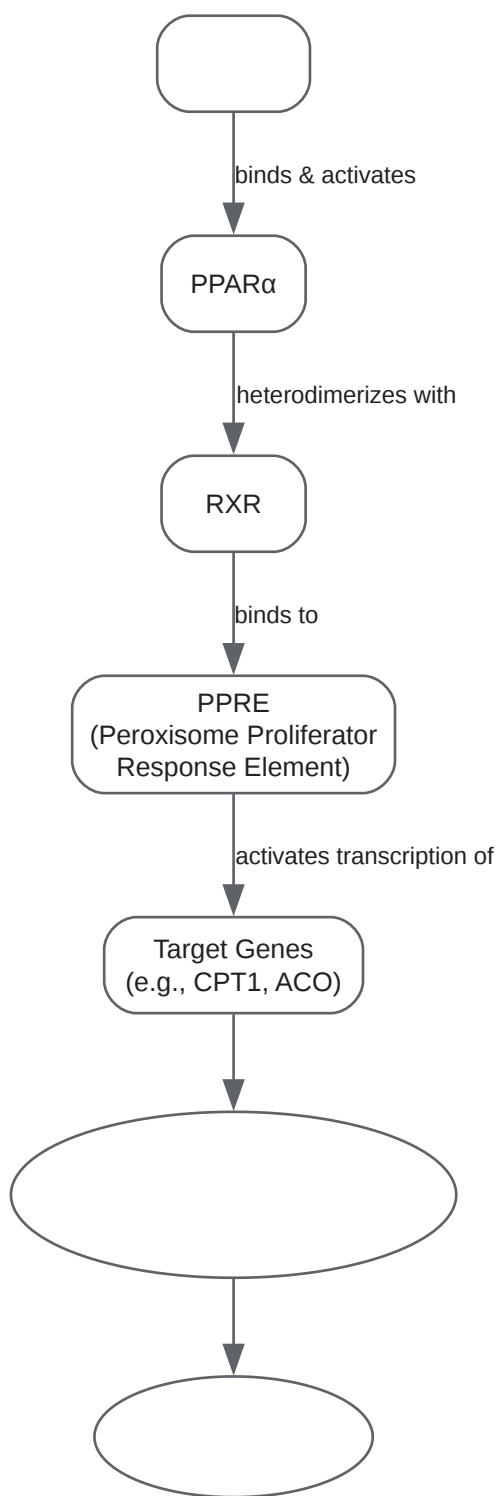 binds & activates
PPARα
heterodimerizes with
RXR
binds to
PPRE
(Peroxisome Proliferator
Response Element)
activates transcription of
Target Genes
(e.g., CPT1, ACO)